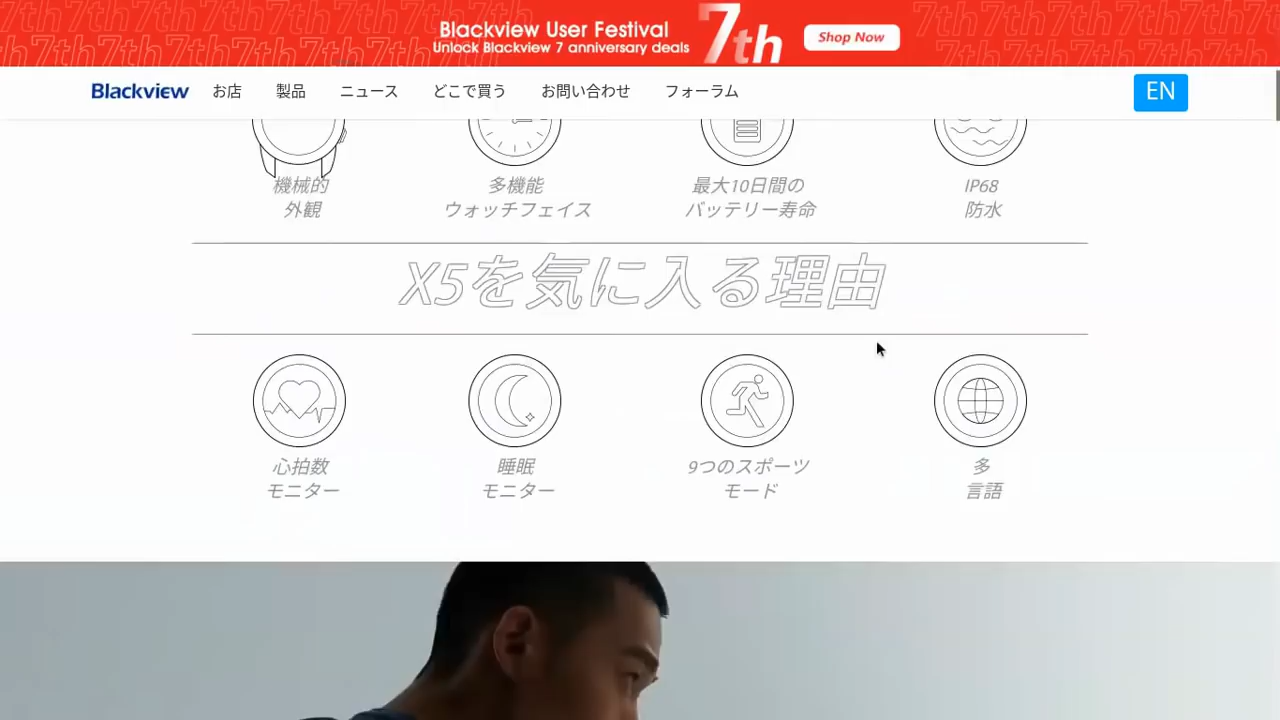 Blackview User Festival
Unlock Blackview 7 anniversary deals
7th
Shop Now
Blackview お店 製品 ニュース どこで買う お問い合わせ フォーラム EN
機械的 多機能 最大10日間の IP68
外観 ウォッチフェイス バッテリー寿命 防水
X5を気に入る理由
心拍数 睡眠 9つのスポーツ 多
モニター モニター モード 言語